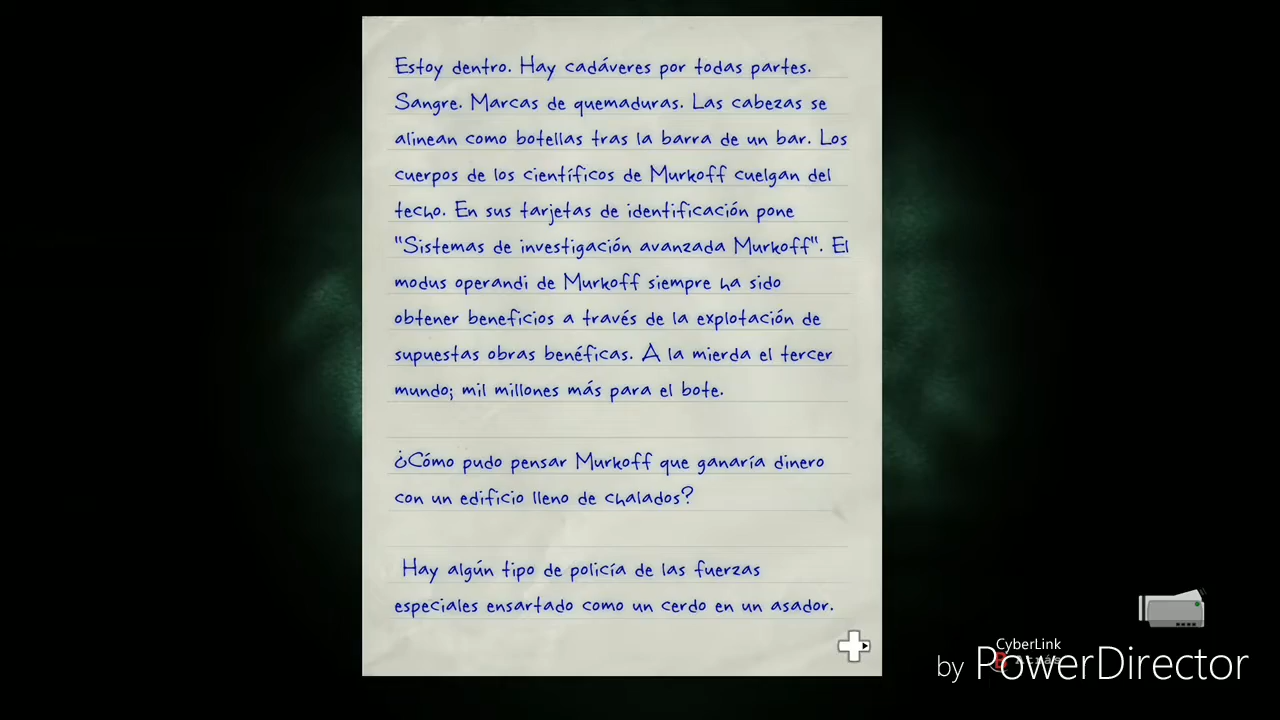 Estoy dentro. Hay cadáveres por todas partes.
Sangre. Marcas de quemaduras. Las cabezas se
alinean como botellas tras la barra de un bar. Los
cuerpos de los científicos de Murkoff cuelgan del
techo. En sus tarjetas de identificación pone
"Sistemas de investigación avanzada Murkoff". El
modus operandi de Murkoff siempre ha sido
obtener beneficios a través de la explotación de
supuestas obras benéficas. A la mierda el tercer
mundo; mil millones más para el bote.
¿Cómo pudo pensar Murkoff que ganaría dinero
con un edificio lleno de chalados?
Hay algún tipo de policía de las fuerzas
especiales ensartado como un cerdo en un asador.
CyberLink
by PowerDirector